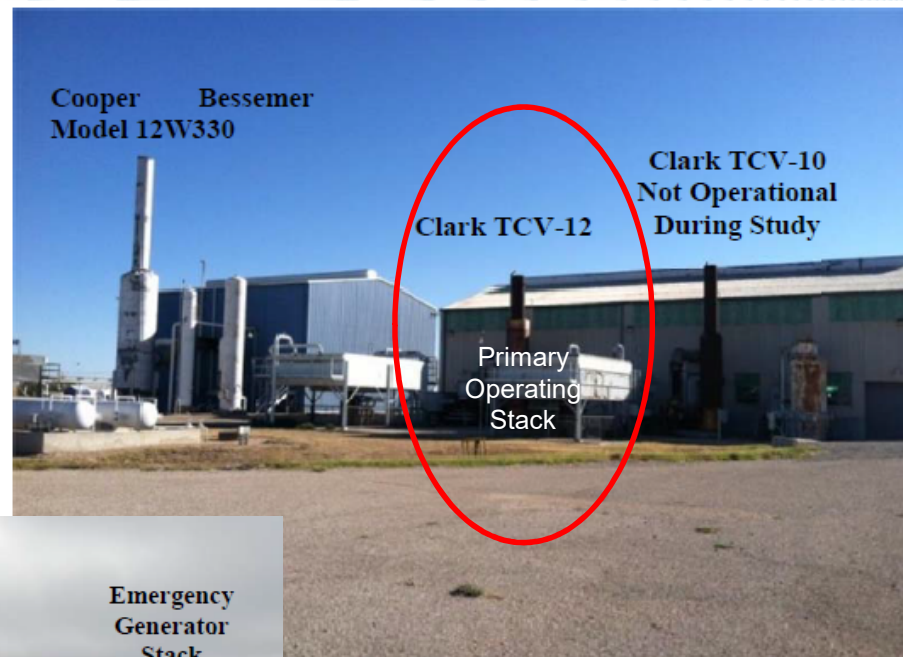 Cooper Bessemer
Model 12W330
Clark TCV-12
Clark TCV-10
Not Operational
During Study
Primary
Operating
Stack
Emergency
Generator
Stack